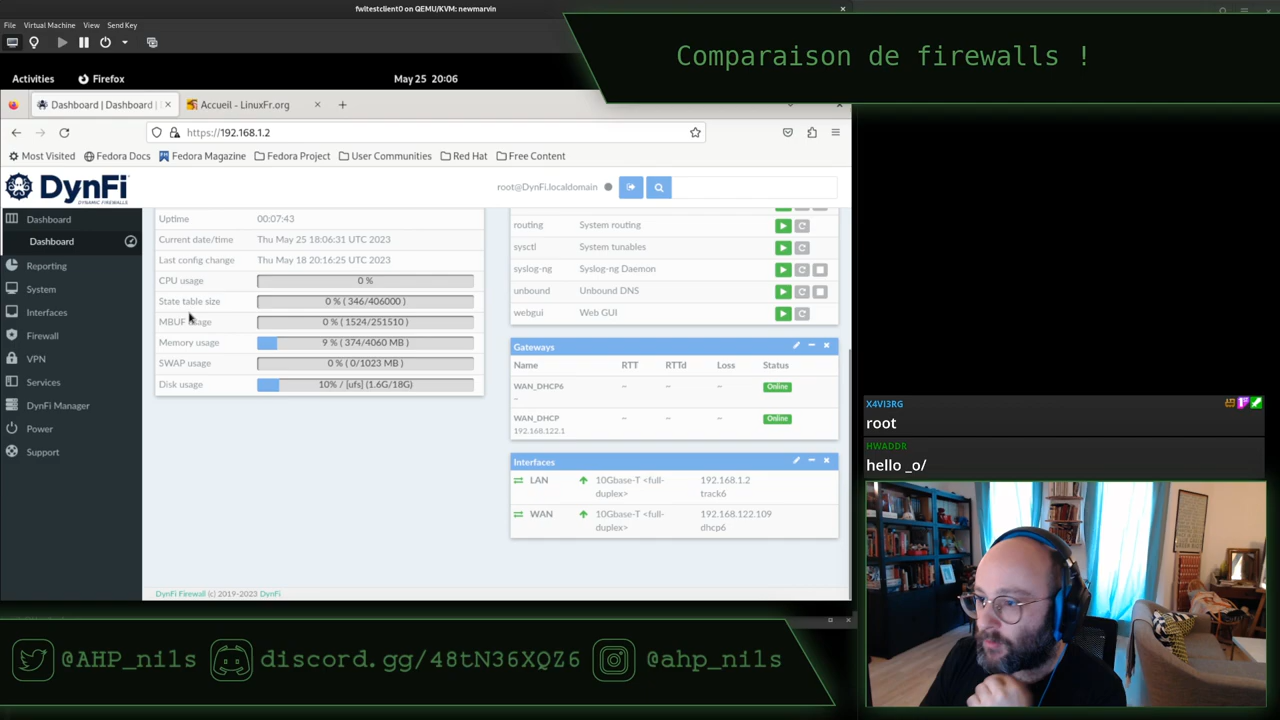 fwltestclient0 on QEMU/KVM: newmarvin
File Virtual Machine View Send Key
Comparaison de firewalls !
Activities Firefox May 25 20:06
Dashboard | Dashboard |
Accueil - LinuxFr.org
https://192.168.1.2
Most Visited Fedora Docs Fedora Magazine Fedora Project User Communities Red Hat Free Content
DynFi
DYNAMIC FIREWALLS
root@DynFi.localdomain
Dashboard
Dashboard
Reporting
System
Interfaces
Firewall
VPN
Services
DynFi Manager
Power
Support
Uptime 00:07:43
Current date/time Thu May 25 18:06:31 UTC 2023
Last config change Thu May 18 20:16:25 UTC 2023
CPU usage 0 %
State table size 0 % ( 346/406000 )
MBUF usage 0 % ( 1524/251510 )
Memory usage 9 % ( 374/4060 MB )
SWAP usage 0 % ( 0/1023 MB )
Disk usage 10% / [ufs] (1.6G/18G)
routing System routing
sysctl System tunables
syslog-ng Syslog-ng Daemon
unbound Unbound DNS
webgui Web GUI
Gateways
Name RTT RTTd Loss Status
WAN_DHCP6 ~ ~ ~ Online
~
WAN_DHCP ~ ~ ~ Online
192.168.122.1
Interfaces
LAN 10Gbase-T <full-duplex> 192.168.1.2
track6
WAN 10Gbase-T <full-duplex> 192.168.122.109
dhcp6
DynFi Firewall (c) 2019-2023 DynFi
X4VI3RG
root
HWADDR
hello _o/
@AHP_nils discord.gg/48tN36XQZ6 @ahp_nils